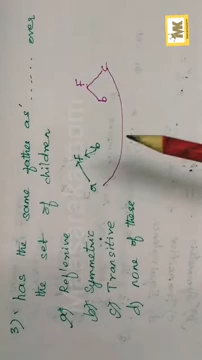 3) 'has the same father as' ...... over
the set of children
a) Reflexive
b) Symmetric
c) Transitive
d) none of these
a
F
b
F
b
c